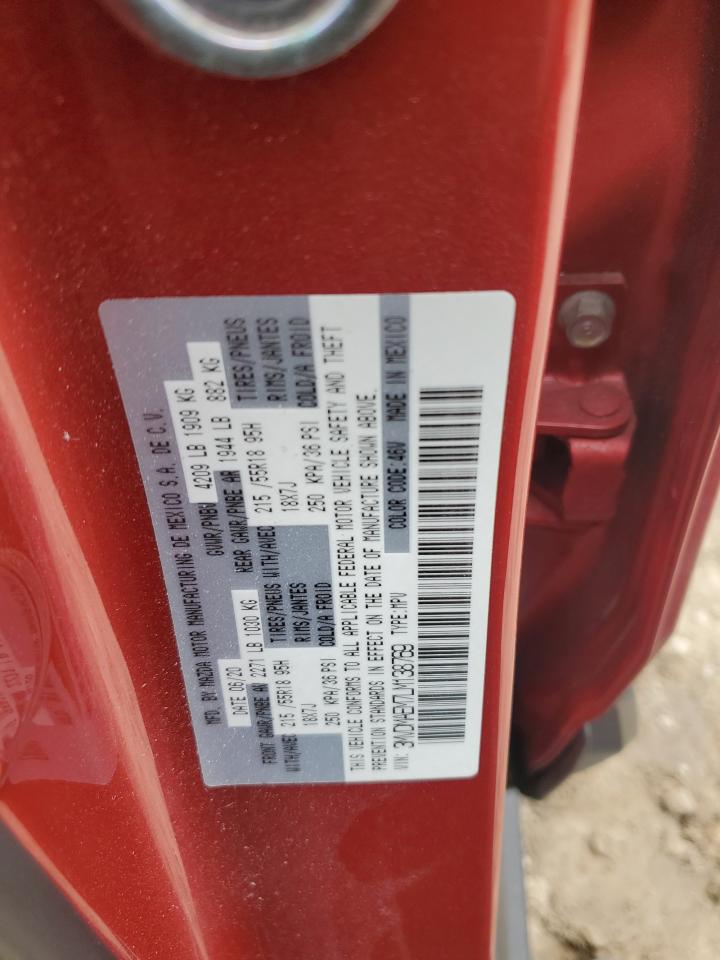 MFD. BY MAZDA MOTOR MANUFACTURING DE MEXICO S.A. DE C.V.
DATE 06/20 GVWR/PNBV 4209 LB 1909 KG
FRONT GAWR/PNBE AV 2271 LB 1030 KG REAR GAWR/PNBE AR 1944 LB 882 KG
WITH/AVEC 215 /55R18 95H TIRES/PNEUS WITH/AVEC 215 /55R18 95H TIRES/PNEUS
18X7J RIMS/JANTES 18X7J RIMS/JANTES
250 KPA/36 PSI COLD/A FROID 250 KPA/36 PSI COLD/A FROID
THIS VEHICLE CONFORMS TO ALL APPLICABLE FEDERAL MOTOR VEHICLE SAFETY AND THEFT
PREVENTION STANDARDS IN EFFECT ON THE DATE OF MANUFACTURE SHOWN ABOVE.
VIN: 3MVDMAEM7LM138769 TYPE:MPV COLOR CODE:46V MADE IN MEXICO